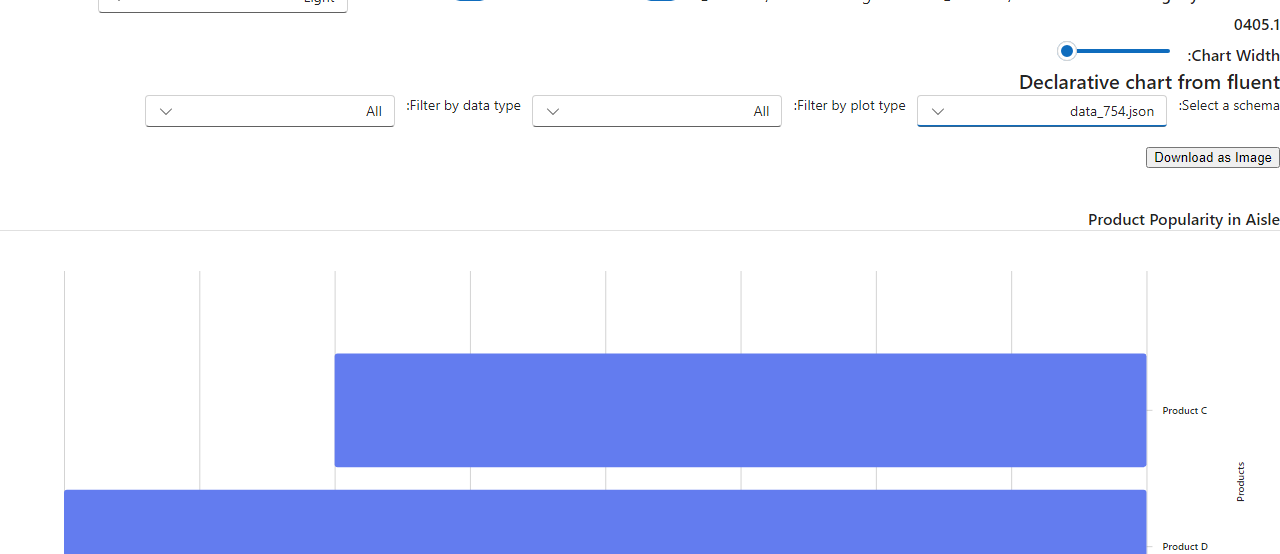 0405.1
:Chart Width
Declarative chart from fluent
:Select a schema
data_754.json
:Filter by plot type
All
:Filter by data type
All
Download as Image
Product Popularity in Aisle
Product C
Products
Product D